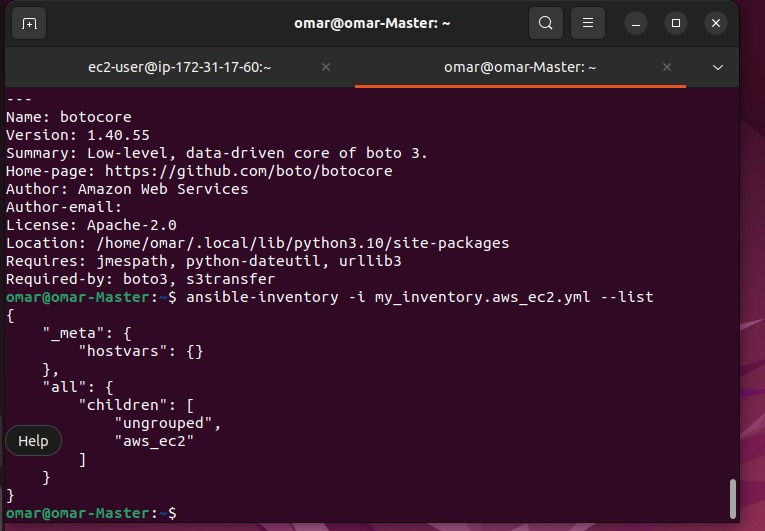 omar@omar-Master: ~
ec2-user@ip-172-31-17-60:~
omar@omar-Master: ~
---
Name: botocore
Version: 1.40.55
Summary: Low-level, data-driven core of boto 3.
Home-page: https://github.com/boto/botocore
Author: Amazon Web Services
Author-email:
License: Apache-2.0
Location: /home/omar/.local/lib/python3.10/site-packages
Requires: jmespath, python-dateutil, urllib3
Required-by: boto3, s3transfer
omar@omar-Master:~$ ansible-inventory -i my_inventory.aws_ec2.yml --list
{
    "_meta": {
        "hostvars": {}
    },
    "all": {
        "children": [
            "ungrouped",
            "aws_ec2"
        ]
    }
}
omar@omar-Master:~$
Help